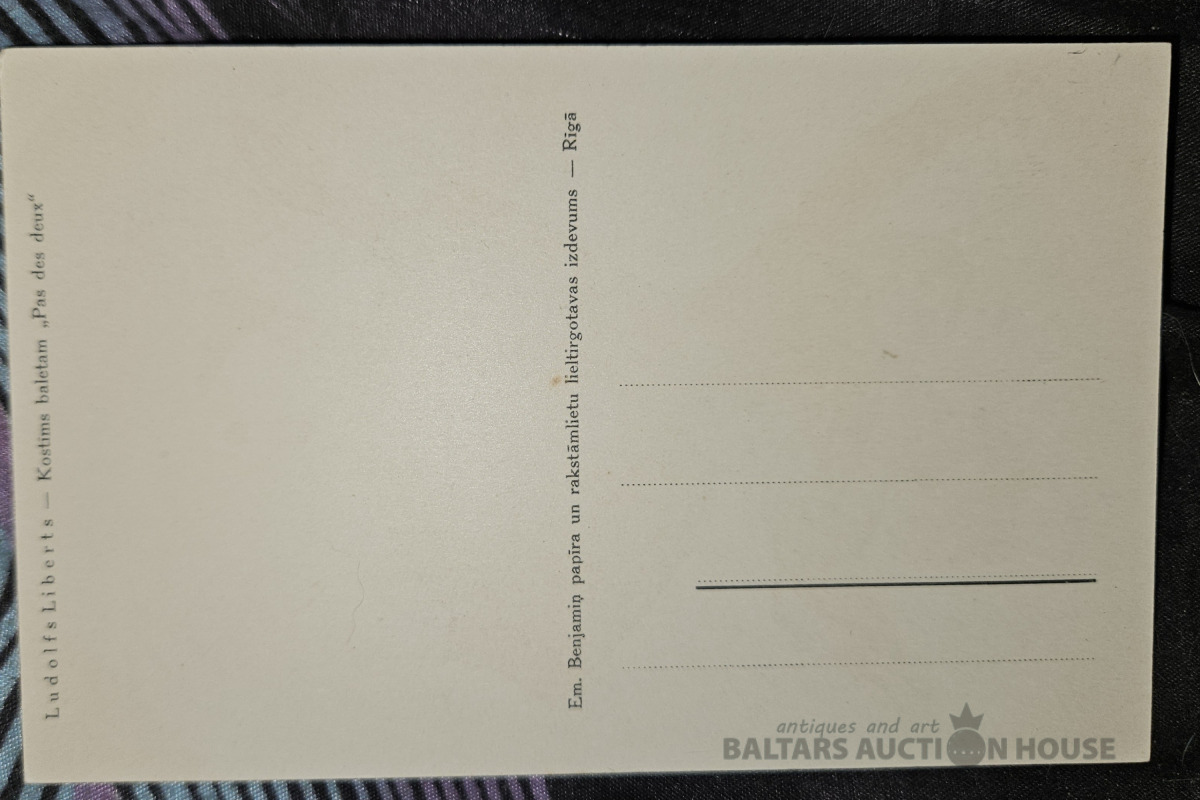 Ludolfs Liberts — Kostīms baletam „Pas des deux“
Em. Benjamiņ papīra un rakstāmlietu lieltirgotavas izdevums — Rīgā
antiques and art
BALTARS AUCTION HOUSE